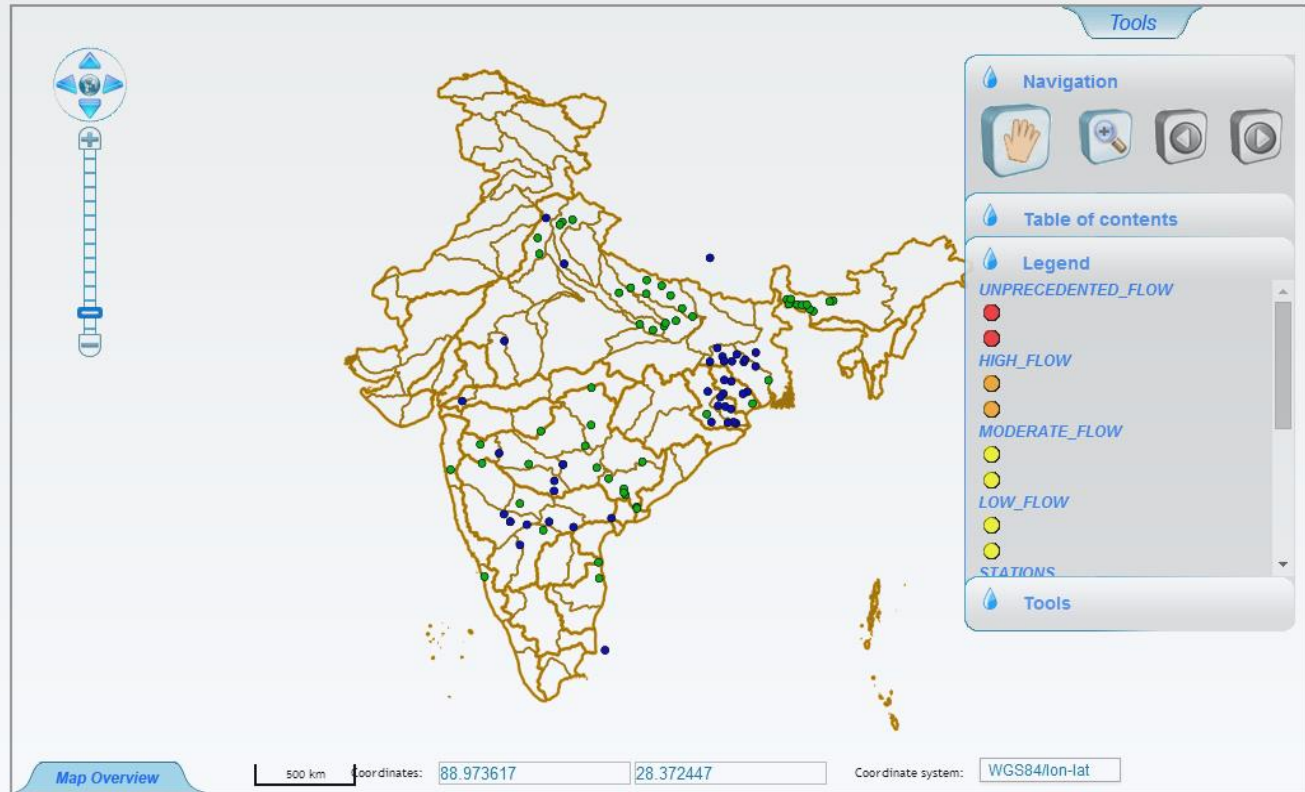 Tools
Navigation
Table of contents
Legend
UNPRECEDENTED_FLOW
HIGH_FLOW
MODERATE_FLOW
LOW_FLOW
STATIONS
Tools
Map Overview
500 km
Coordinates:
88.973617
28.372447
Coordinate system:
WGS84/lon-lat